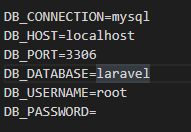 DB_CONNECTION=mysql
DB_HOST=localhost
DB_PORT=3306
DB_DATABASE=laravel
DB_USERNAME=root
DB_PASSWORD=